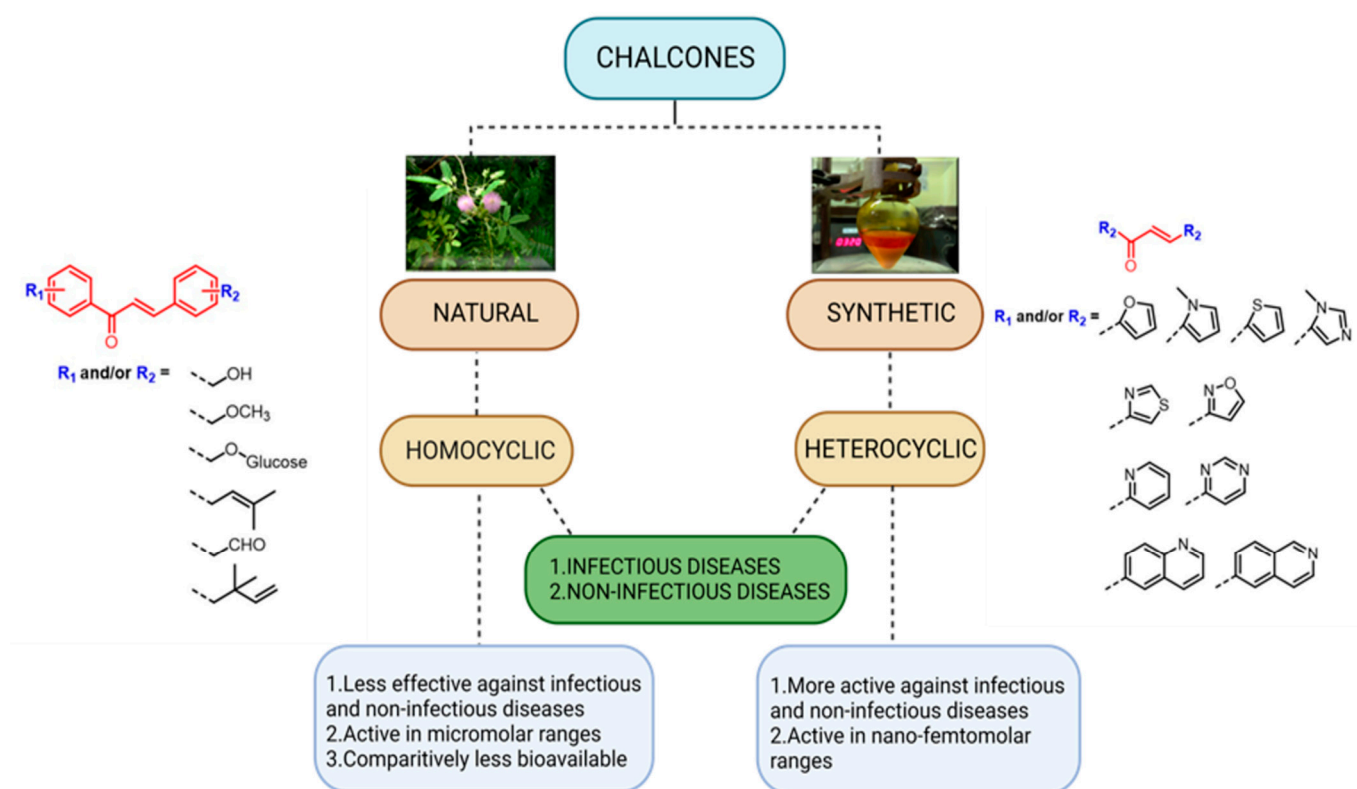 CHALCONES
0320
NATURAL
SYNTHETIC
R1 R2
O
R1 and/or R2 =
OH
OCH3
O
Glucose
CHO
R2 R2
O
R1 and/or R2 =
O N S N N
N S N O
N N N
N N
HOMOCYCLIC
HETEROCYCLIC
1.INFECTIOUS DISEASES
2.NON-INFECTIOUS DISEASES
1.Less effective against infectious
and non-infectious diseases
2.Active in micromolar ranges
3.Comparitively less bioavailable
1.More active against infectious
and non-infectious diseases
2.Active in nano-femtomolar
ranges